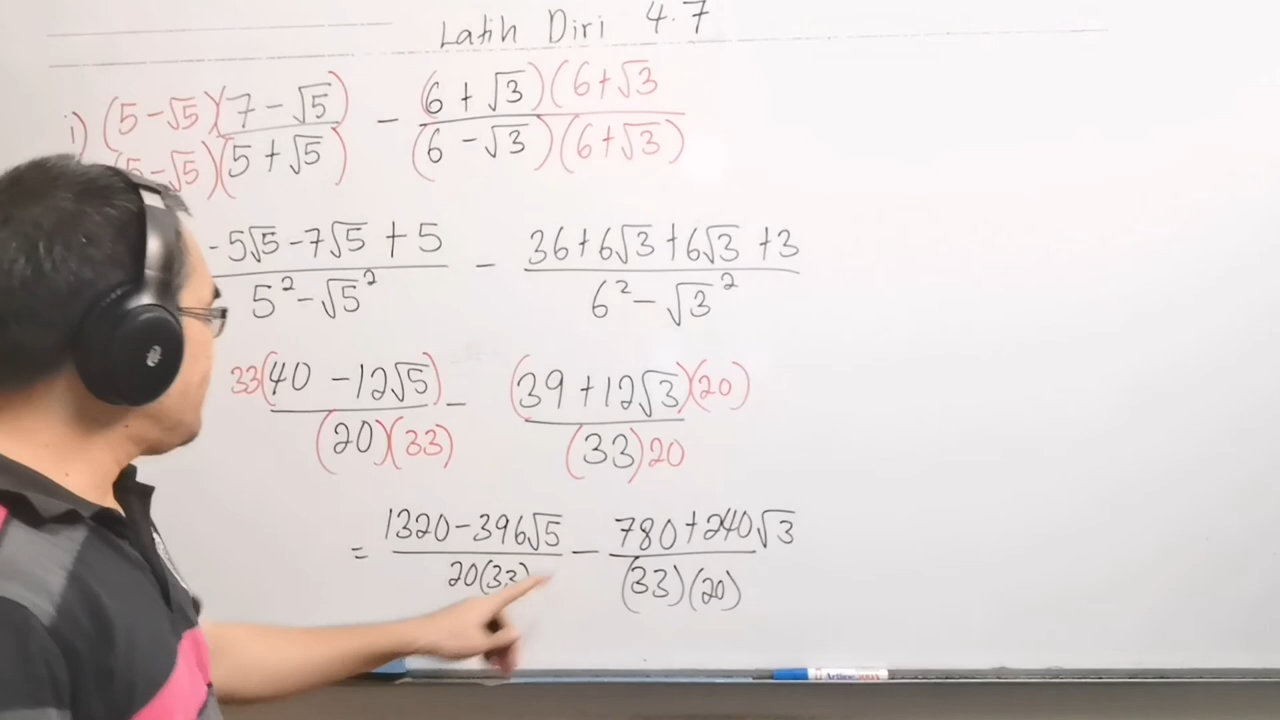 Latih Diri 4.7
i) (5-√5)(7-√5) - (6+√3)(6+√3
(5-√5)(5+√5) (6-√3)(6+√3)
-5√5-7√5+5 - 36+6√3+6√3+3
5²-√5² 6²-√3²
33(40-12√5) - (39+12√3)(20)
(20)(33) (33)20
= 1320-396√5 - 780+240√3
20(33) (33)(20)